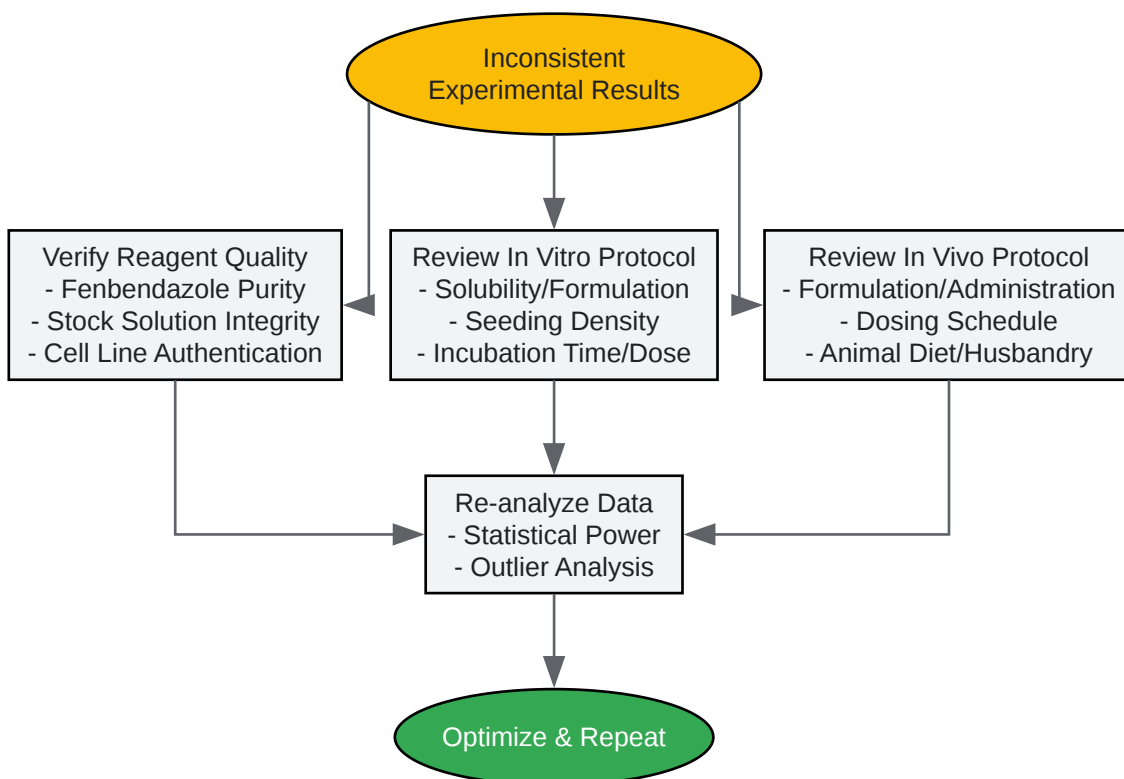 Inconsistent
Experimental Results
Verify Reagent Quality
- Fenbendazole Purity
- Stock Solution Integrity
- Cell Line Authentication
Review In Vitro Protocol
- Solubility/Formulation
- Seeding Density
- Incubation Time/Dose
Review In Vivo Protocol
- Formulation/Administration
- Dosing Schedule
- Animal Diet/Husbandry
Re-analyze Data
- Statistical Power
- Outlier Analysis
Optimize & Repeat